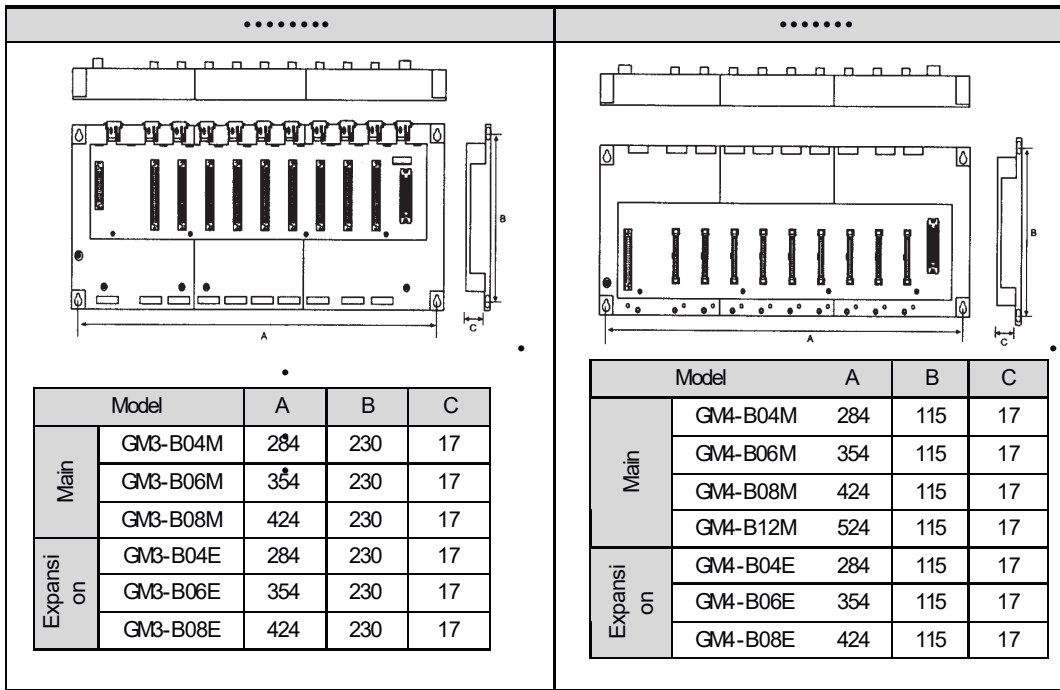 B
C
A
Model A B C
Main GM3-B04M 284 230 17
GM3-B06M 354 230 17
GM3-B08M 424 230 17
Expansi
on GM3-B04E 284 230 17
GM3-B06E 354 230 17
GM3-B08E 424 230 17
B
C
A
Model A B C
Main GM4-B04M 284 115 17
GM4-B06M 354 115 17
GM4-B08M 424 115 17
GM4-B12M 524 115 17
Expansi
on GM4-B04E 284 115 17
GM4-B06E 354 115 17
GM4-B08E 424 115 17